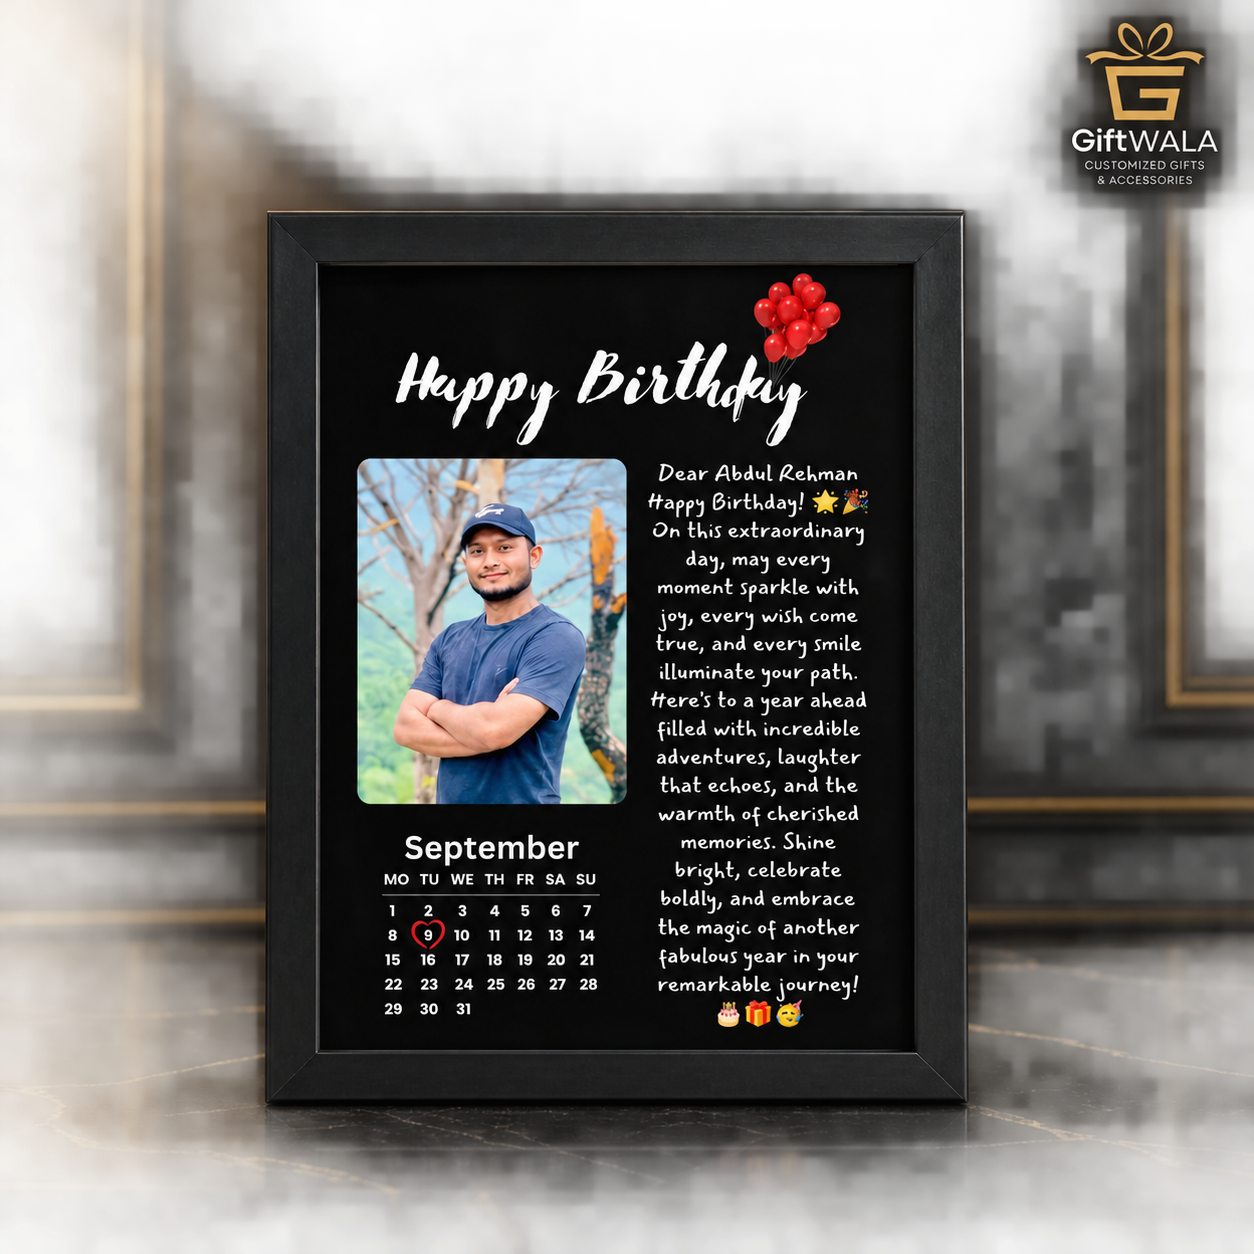 GiftWALA
CUSTOMIZED GIFTS
& ACCESSORIES
Happy Birthday
Dear Abdul Rehman
Happy Birthday! 🌟🎉
On this extraordinary
day, may every
moment sparkle with
joy, every wish come
true, and every smile
illuminate your path.
Here's to a year ahead
filled with incredible
adventures, laughter
that echoes, and the
warmth of cherished
memories. Shine
bright, celebrate
boldly, and embrace
the magic of another
fabulous year in your
remarkable journey!
🎂🎁🥳
September
MO TU WE TH FR SA SU
1 2 3 4 5 6 7
8 9 10 11 12 13 14
15 16 17 18 19 20 21
22 23 24 25 26 27 28
29 30 31